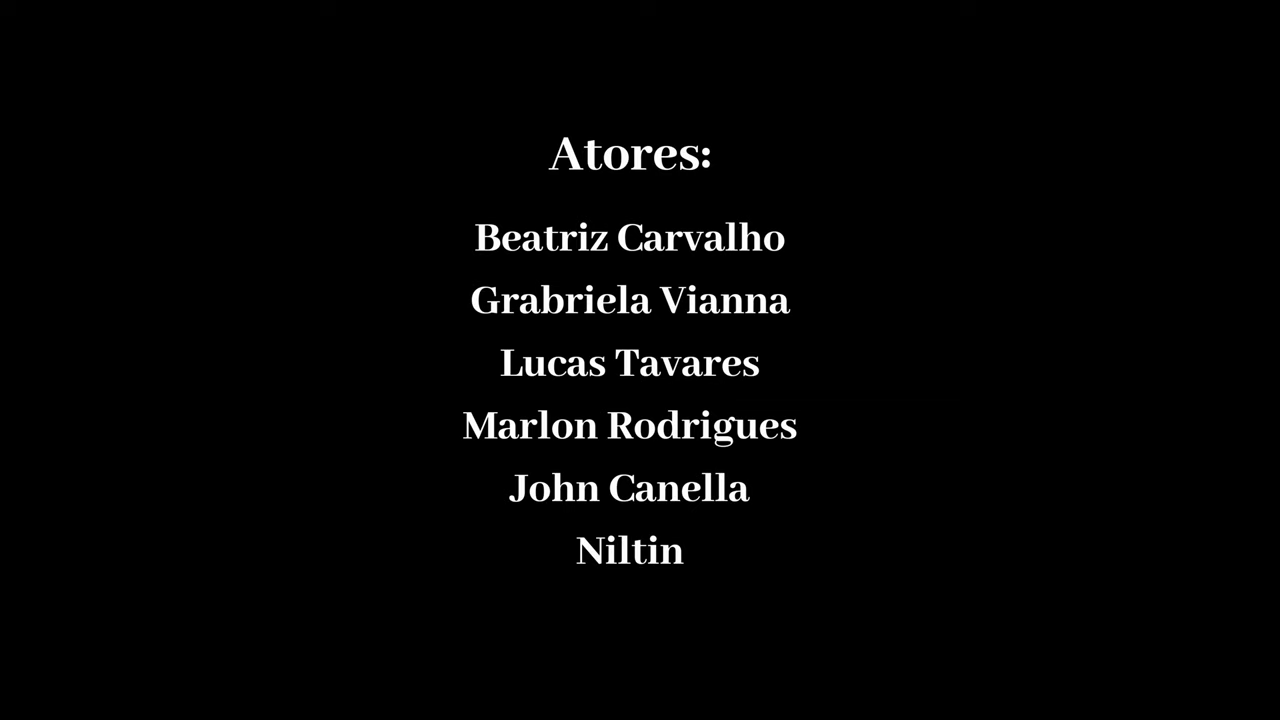 Atores:
Beatriz Carvalho
Grabriela Vianna
Lucas Tavares
Marlon Rodrigues
John Canella
Niltin